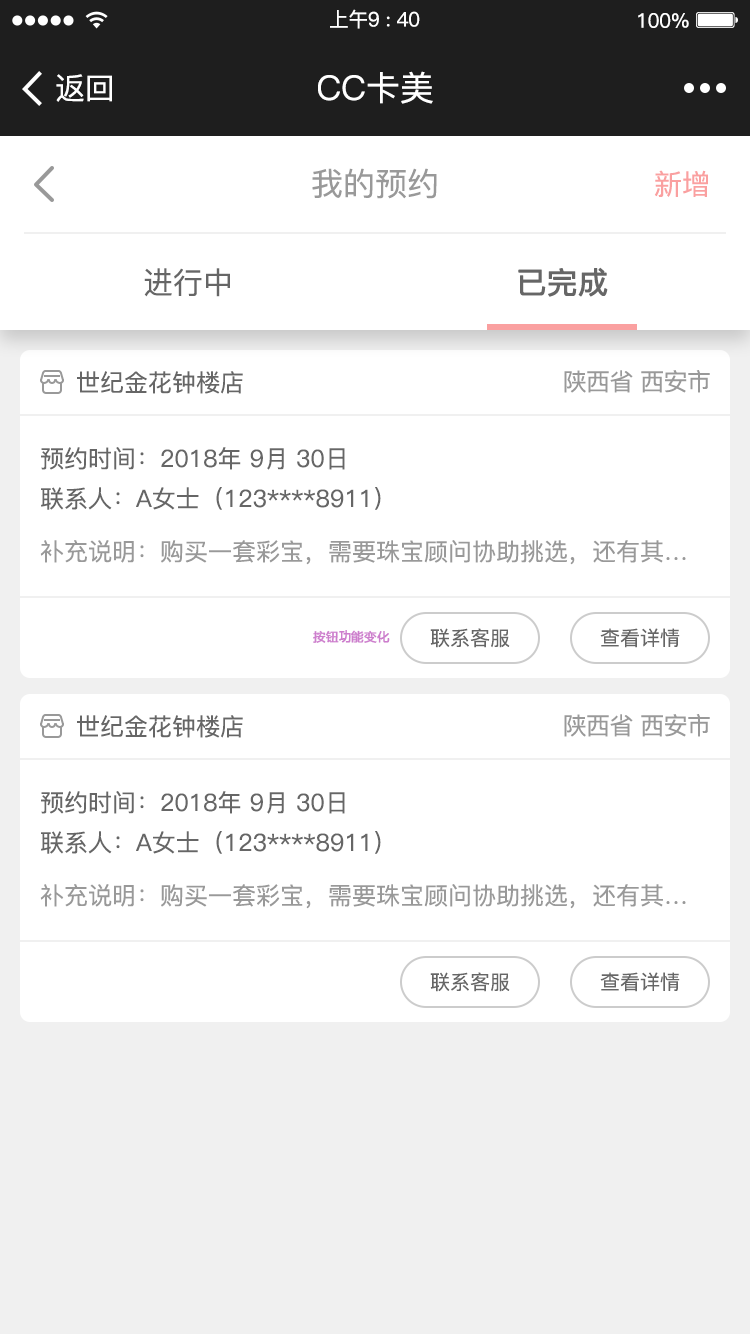 上午9 : 40
100%
返回
CC卡美
我的预约
新增
进行中
已完成
世纪金花钟楼店
陕西省 西安市
预约时间：2018年 9月 30日
联系人：A女士（123****8911）
补充说明：购买一套彩宝，需要珠宝顾问协助挑选，还有其...
按钮功能变化
联系客服
查看详情
世纪金花钟楼店
陕西省 西安市
预约时间：2018年 9月 30日
联系人：A女士（123****8911）
补充说明：购买一套彩宝，需要珠宝顾问协助挑选，还有其...
联系客服
查看详情